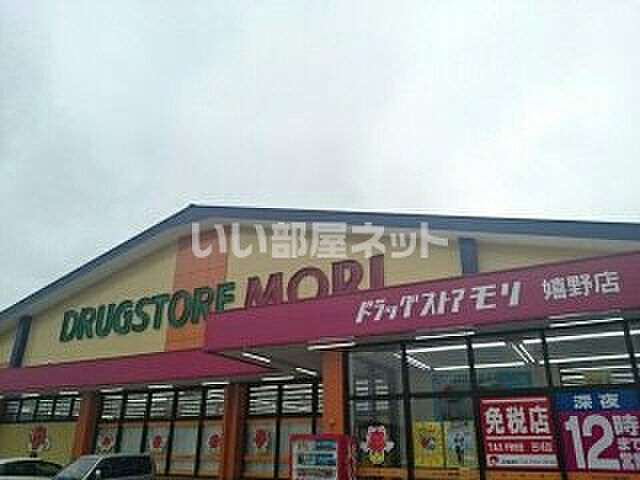 いい部屋ネット
DRUGSTORE MORI
ドラッグストアモリ 嬉野店
免税店
深夜
12時